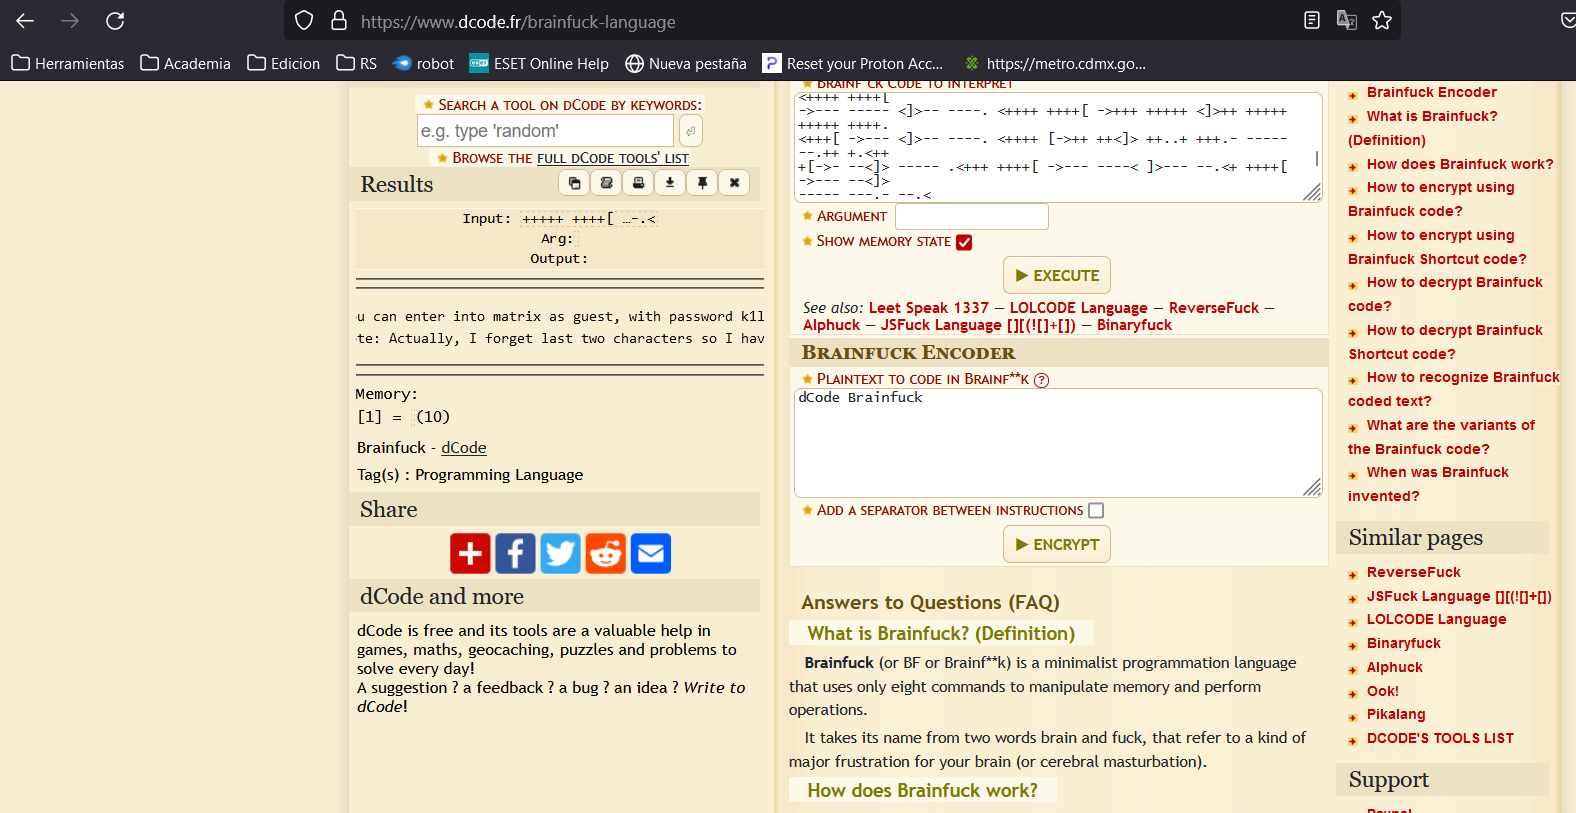 https://www.dcode.fr/brainfuck-language
Herramientas Academia Edicion RS robot ESET Online Help Nueva pestaña Reset your Proton Acc... https://metro.cdmx.go...
★ SEARCH A TOOL ON DCODE BY KEYWORDS:
e.g. type 'random'
★ BROWSE THE FULL DCODE TOOLS' LIST
Results
Input: +++++ ++++[ …-.<
Arg:
Output:
u can enter into matrix as guest, with password k1ll
te: Actually, I forget last two characters so I hav
Memory:
[1] = (10)
Brainfuck - dCode
Tag(s) : Programming Language
Share
dCode and more
dCode is free and its tools are a valuable help in
games, maths, geocaching, puzzles and problems to
solve every day!
A suggestion ? a feedback ? a bug ? an idea ? Write to
dCode!
★ BRAINF CK CODE TO INTERPRET
<++++ ++++[
->--- ----- <]>-- ----. <++++ ++++[ ->+++ +++++ <]>++ +++++
+++++ ++++.
<+++[ ->--- <]>-- ----. <++++ [->++ ++<]> ++..+ +++.- -----
--.++ +.<++
+[->- --<]> ----- .<+++ ++++[ ->--- ----< ]>--- --.<+ ++++[
->--- --<]>
----- ---.- --.<
★ ARGUMENT
★ SHOW MEMORY STATE
▶ EXECUTE
See also: Leet Speak 1337 — LOLCODE Language — ReverseFuck —
Alphuck — JSFuck Language [][(![]+[]) — Binaryfuck
BRAINFUCK ENCODER
★ PLAINTEXT TO CODE IN BRAINF**K ?
dCode Brainfuck
★ ADD A SEPARATOR BETWEEN INSTRUCTIONS
▶ ENCRYPT
Answers to Questions (FAQ)
What is Brainfuck? (Definition)
Brainfuck (or BF or Brainf**k) is a minimalist programmation language
that uses only eight commands to manipulate memory and perform
operations.
It takes its name from two words brain and fuck, that refer to a kind of
major frustration for your brain (or cerebral masturbation).
How does Brainfuck work?
Brainfuck Encoder
What is Brainfuck?
(Definition)
How does Brainfuck work?
How to encrypt using
Brainfuck code?
How to encrypt using
Brainfuck Shortcut code?
How to decrypt Brainfuck
code?
How to decrypt Brainfuck
Shortcut code?
How to recognize Brainfuck
coded text?
What are the variants of
the Brainfuck code?
When was Brainfuck
invented?
Similar pages
ReverseFuck
JSFuck Language [][(![]+[])
LOLCODE Language
Binaryfuck
Alphuck
Ook!
Pikalang
DCODE'S TOOLS LIST
Support
Paypal